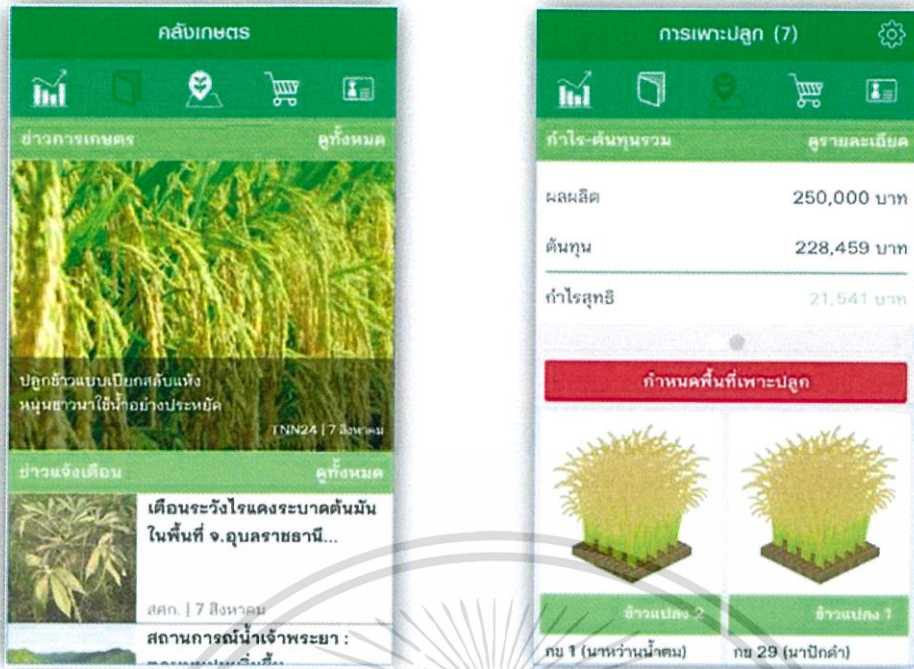 คลังเกษตร
ข่าวการเกษตร ดูทั้งหมด
ปลูกข้าวแบบเปียกสลับแห้ง
หนุนชาวนาใช้น้ำอย่างประหยัด
TNN24 | 7 สิงหาคม
ข่าวแจ้งเตือน ดูทั้งหมด
เตือนระวังไรแดงระบาดต้นมัน
ในพื้นที่ จ.อุบลราชธานี...
สศก. | 7 สิงหาคม
สถานการณ์น้ำเจ้าพระยา :
การเพาะปลูก (7)
กำไร-ต้นทุนรวม ดูรายละเอียด
ผลผลิต 250,000 บาท
ต้นทุน 228,459 บาท
กำไรสุทธิ 21,541 บาท
กำหนดพื้นที่เพาะปลูก
ข้าวแปลง 2 ข้าวแปลง 1
กข 1 (นาหว่านน้ำตม) กข 29 (นาปักดำ)